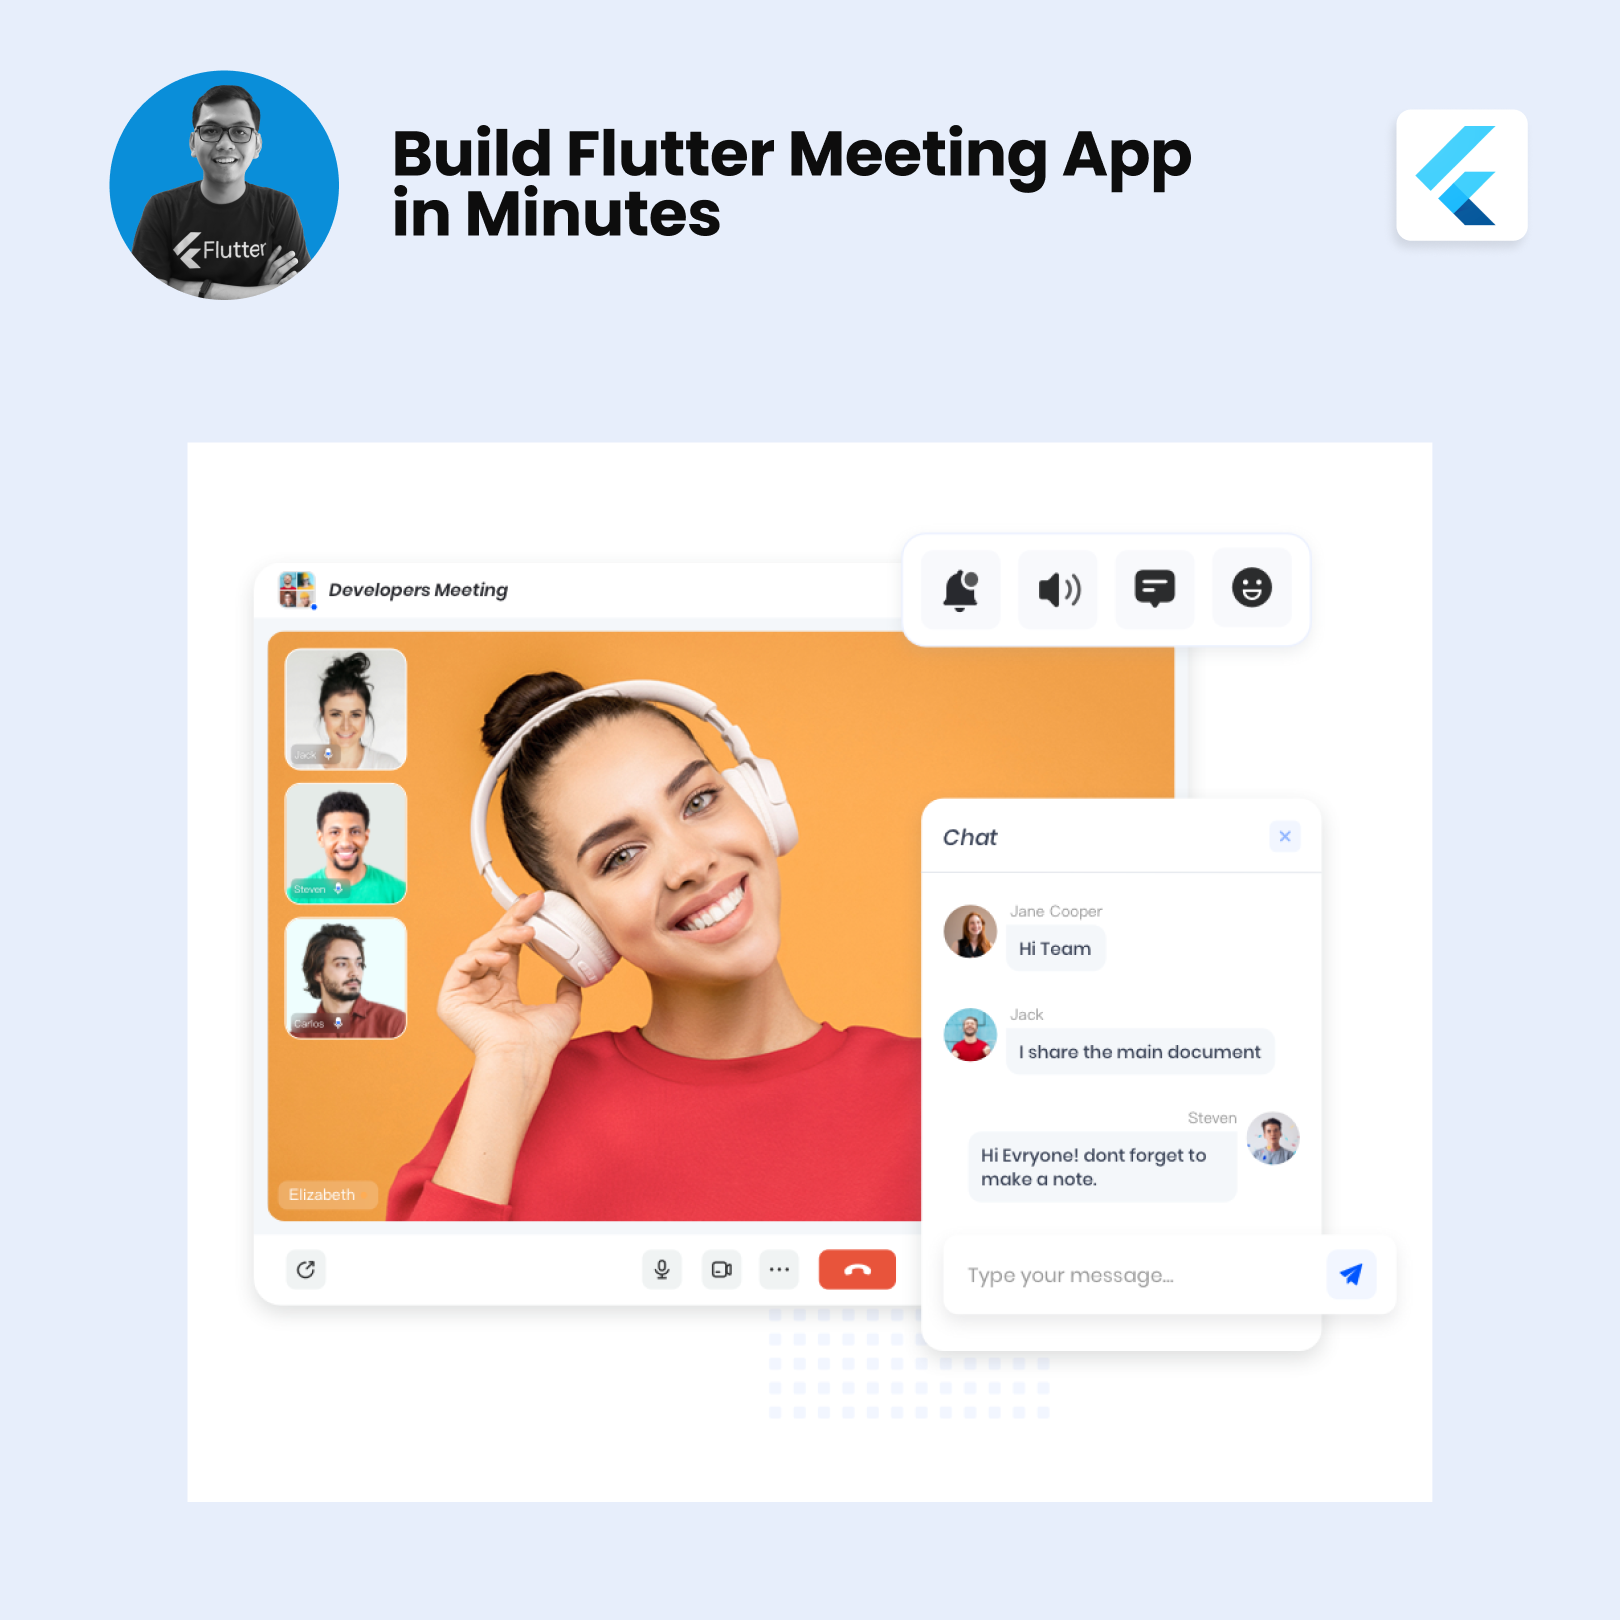 Build Flutter Meeting App
in Minutes
Flutter
Developers Meeting
Jack
Steven
Carlos
Elizabeth
Chat
Jane Cooper
Hi Team
Jack
I share the main document
Steven
Hi Evryone! dont forget to
make a note.
Type your message...